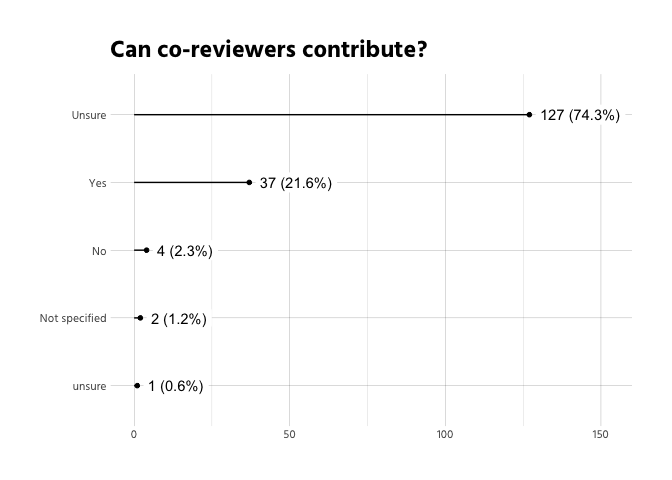 Can co-reviewers contribute?
Unsure 127 (74.3%)
Yes 37 (21.6%)
No 4 (2.3%)
Not specified 2 (1.2%)
unsure 1 (0.6%)
0 50 100 150